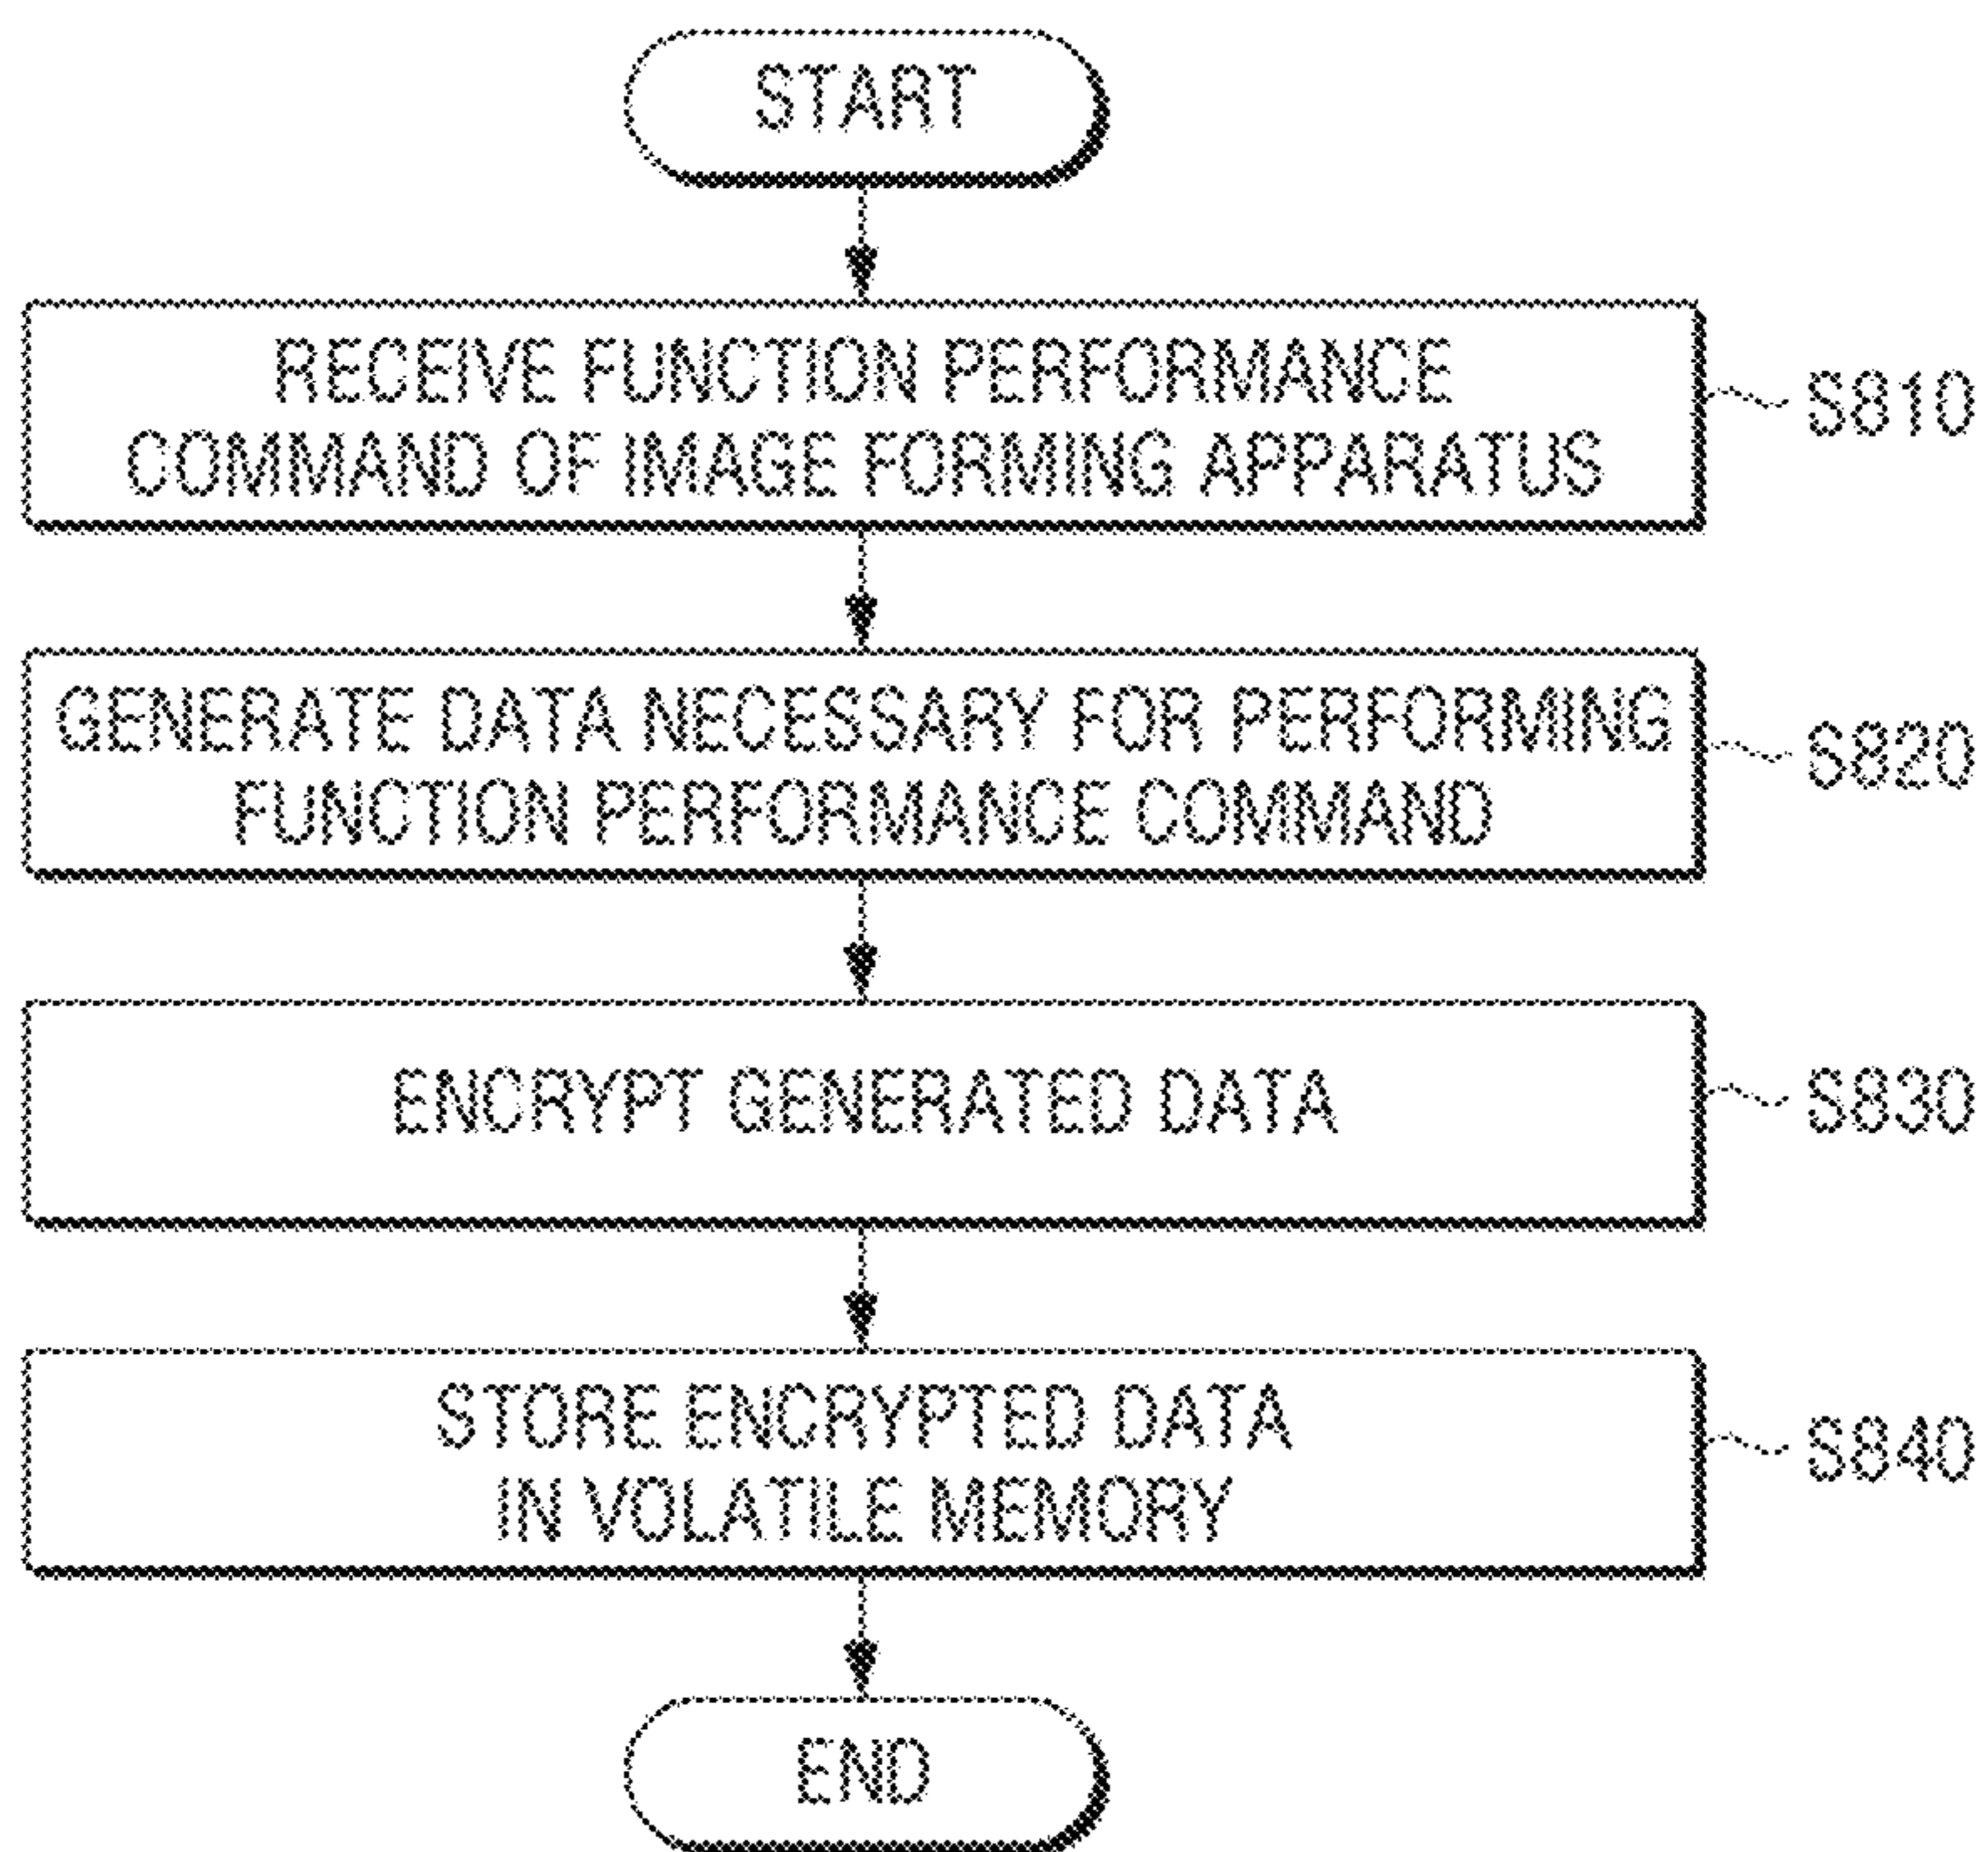 START
RECEIVE FUNCTION PERFORMANCE
COMMAND OF IMAGE FORMING APPARATUS
S810
GENERATE DATA NECESSARY FOR PERFORMING
FUNCTION PERFORMANCE COMMAND
S820
ENCRYPT GENERATED DATA
S830
STORE ENCRYPTED DATA
IN VOLATILE MEMORY
S840
END